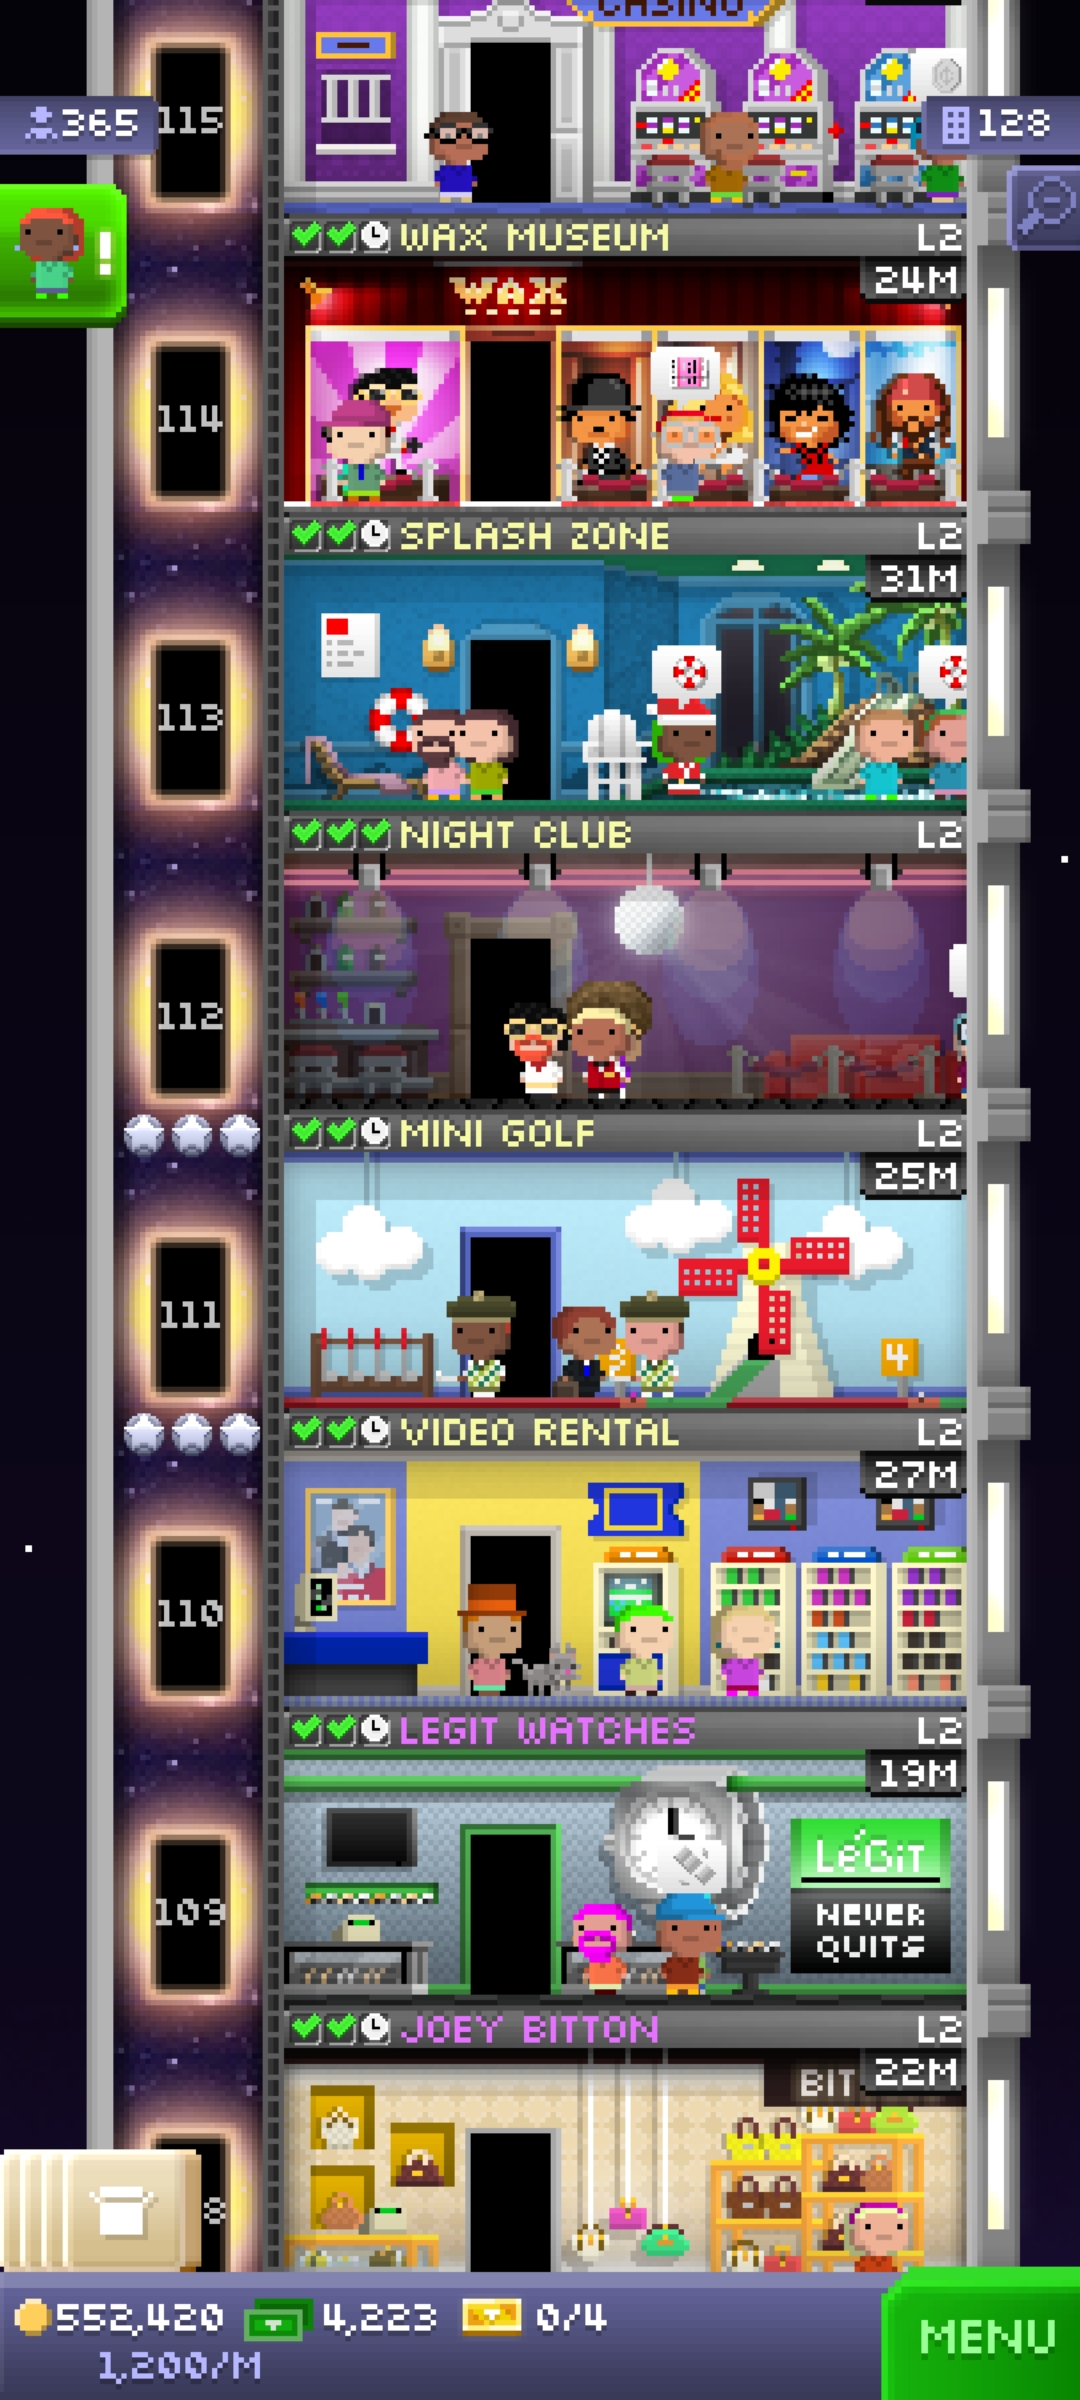 CASINO
115
365
128
!
WAX MUSEUM L2
24M
WAX
114
SPLASH ZONE L2
31M
113
NIGHT CLUB L2
112
MINI GOLF L2
25M
111
4
VIDEO RENTAL L2
27M
110
LEGIT WATCHES L2
19M
LéGiT
NEVER
QUITS
109
JOEY BITTON L2
22M
BIT
8
552,420 4,223 0/4
1,200/M
MENU